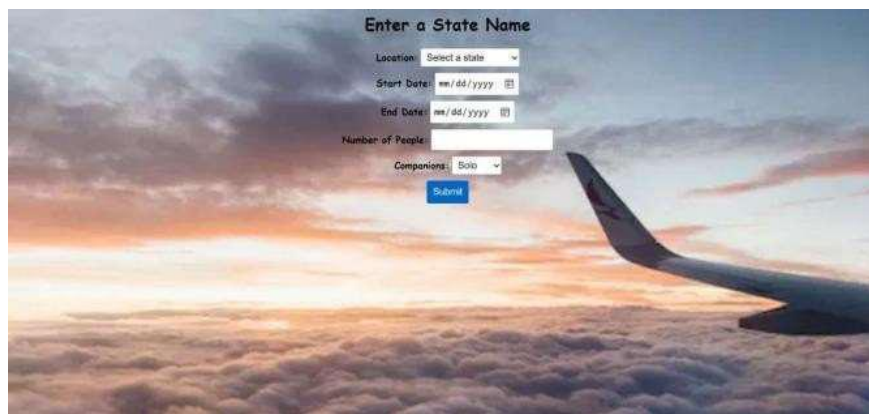 Enter a State Name
Location: Select a state
Start Date: mm/dd/yyyy
End Date: mm/dd/yyyy
Number of People:
Companions: Solo
Submit